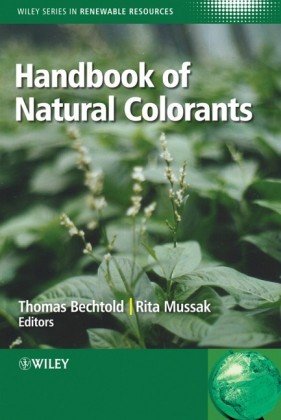 WILEY SERIES IN RENEWABLE RESOURCES
Handbook of
Natural Colorants
Thomas Bechtold | Rita Mussak
Editors
WILEY